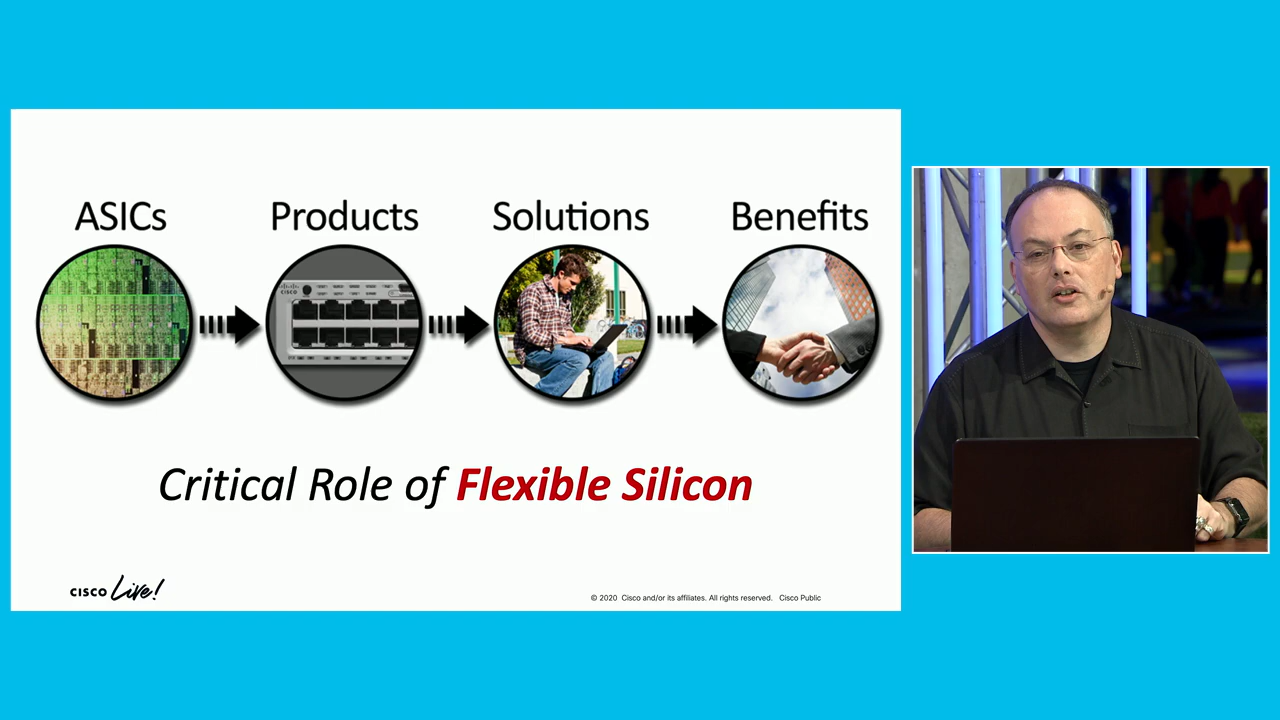 ASICs
Products
Solutions
Benefits
CISCO
Critical Role of Flexible Silicon
CISCO Live!
© 2020 Cisco and/or its affiliates. All rights reserved. Cisco Public